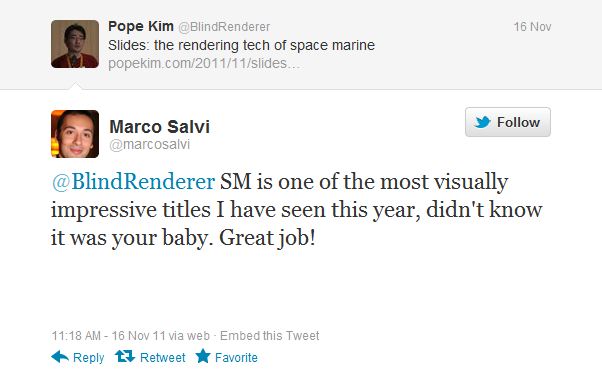 Pope Kim @BlindRenderer 16 Nov
Slides: the rendering tech of space marine
popekim.com/2011/11/slides...
Marco Salvi
@marcosalvi
Follow
@BlindRenderer SM is one of the most visually
impressive titles I have seen this year, didn't know
it was your baby. Great job!
11:18 AM - 16 Nov 11 via web · Embed this Tweet
Reply Retweet Favorite